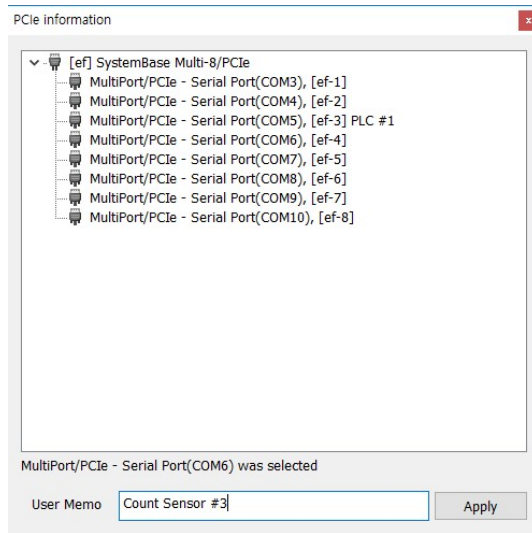 PCIe information
x
[ef] SystemBase Multi-8/PCIe
MultiPort/PCIe - Serial Port(COM3), [ef-1]
MultiPort/PCIe - Serial Port(COM4), [ef-2]
MultiPort/PCIe - Serial Port(COM5), [ef-3] PLC #1
MultiPort/PCIe - Serial Port(COM6), [ef-4]
MultiPort/PCIe - Serial Port(COM7), [ef-5]
MultiPort/PCIe - Serial Port(COM8), [ef-6]
MultiPort/PCIe - Serial Port(COM9), [ef-7]
MultiPort/PCIe - Serial Port(COM10), [ef-8]
MultiPort/PCIe - Serial Port(COM6) was selected
User Memo Count Sensor #3 Apply